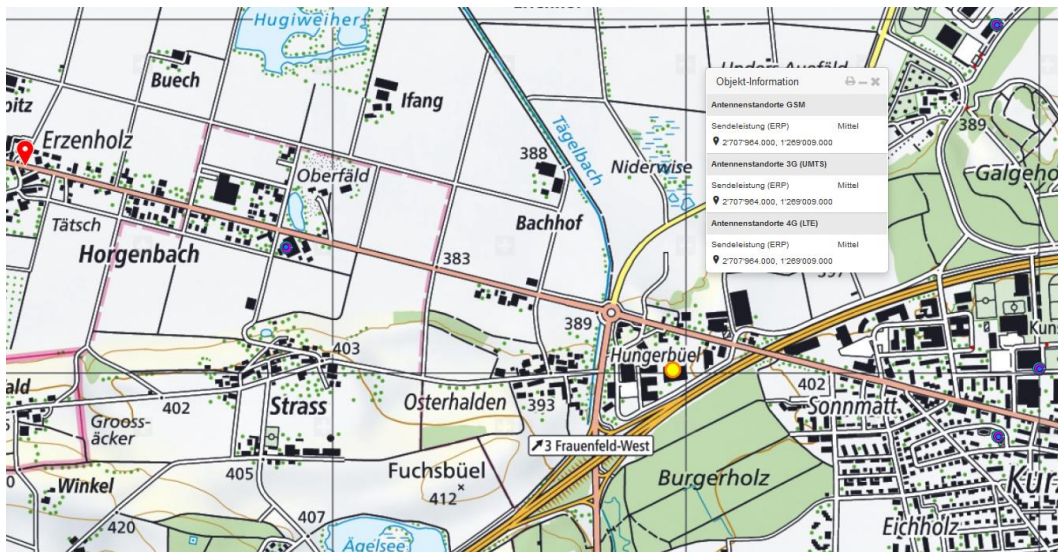 Hugiweiher
Buech
Ifang
Erzenholz
Oberfäld
388
Tägelbach
Niderwise
389
Galgeho
Tätsch
Horgenbach
Bachhof
383
Objekt-Information
Antennenstandorte GSM
Sendeleistung (ERP) Mittel
2'707'964.000, 1'269'009.000
Antennenstandorte 3G (UMTS)
Sendeleistung (ERP) Mittel
2'707'964.000, 1'269'009.000
Antennenstandorte 4G (LTE)
Sendeleistung (ERP) Mittel
2'707'964.000, 1'269'009.000
389
Hungerbüel
Kun
403
ald
402
Grooss-
äcker
Strass
Osterhalden
393
402
Sonnmatt
405
3 Frauenfeld-West
Fuchsbüel
412
Burgerholz
Winkel
Kur
0
420
407
Ägelsee
Eichholz